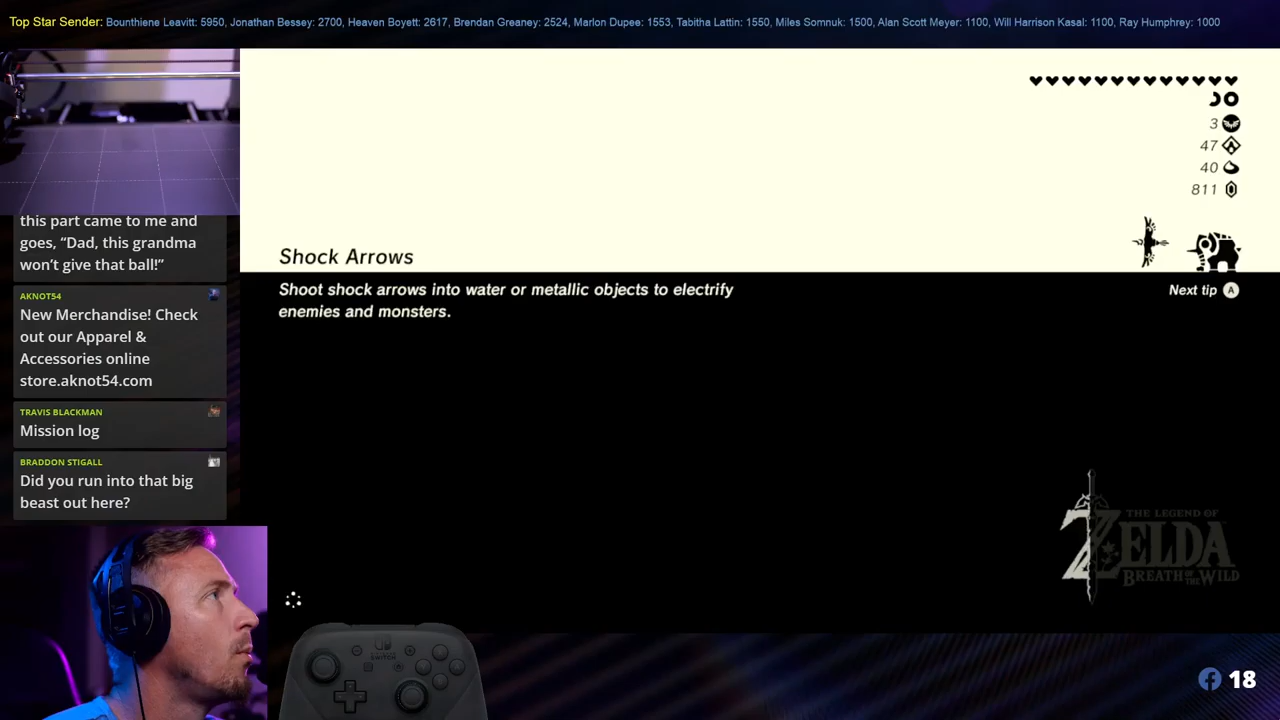 Top Star Sender: Bounthiene Leavitt: 5950, Jonathan Bessey: 2700, Heaven Boyett: 2617, Brendan Greaney: 2524, Marlon Dupee: 1553, Tabitha Lattin: 1550, Miles Somnuk: 1500, Alan Scott Meyer: 1100, Will Harrison Kasal: 1100, Ray Humphrey: 1000
3
47
40
811
this part came to me and
goes, “Dad, this grandma
won’t give that ball!”
AKNOT54
New Merchandise! Check
out our Apparel &
Accessories online
store.aknot54.com
TRAVIS BLACKMAN
Mission log
BRADDON STIGALL
Did you run into that big
beast out here?
Shock Arrows
Shoot shock arrows into water or metallic objects to electrify
enemies and monsters.
Next tip A
THE LEGEND OF
ZELDA
BREATH OF THE WILD
18